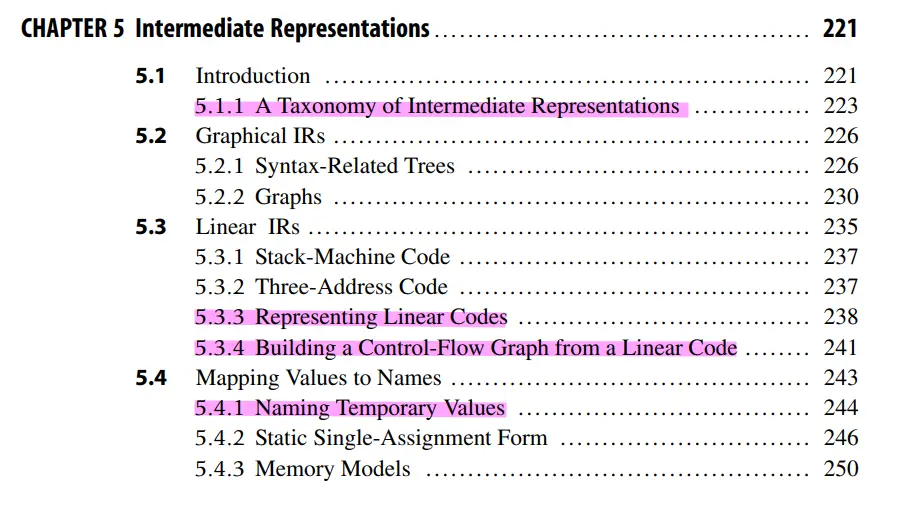 CHAPTER 5 Intermediate Representations ............................................. 221
5.1 Introduction ........................................................... 221
5.1.1 A Taxonomy of Intermediate Representations .............. 223
5.2 Graphical IRs .......................................................... 226
5.2.1 Syntax-Related Trees .......................................... 226
5.2.2 Graphs .......................................................... 230
5.3 Linear IRs ............................................................. 235
5.3.1 Stack-Machine Code ........................................... 237
5.3.2 Three-Address Code ........................................... 237
5.3.3 Representing Linear Codes ................................... 238
5.3.4 Building a Control-Flow Graph from a Linear Code ........ 241
5.4 Mapping Values to Names ............................................ 243
5.4.1 Naming Temporary Values .................................... 244
5.4.2 Static Single-Assignment Form .............................. 246
5.4.3 Memory Models ............................................... 250